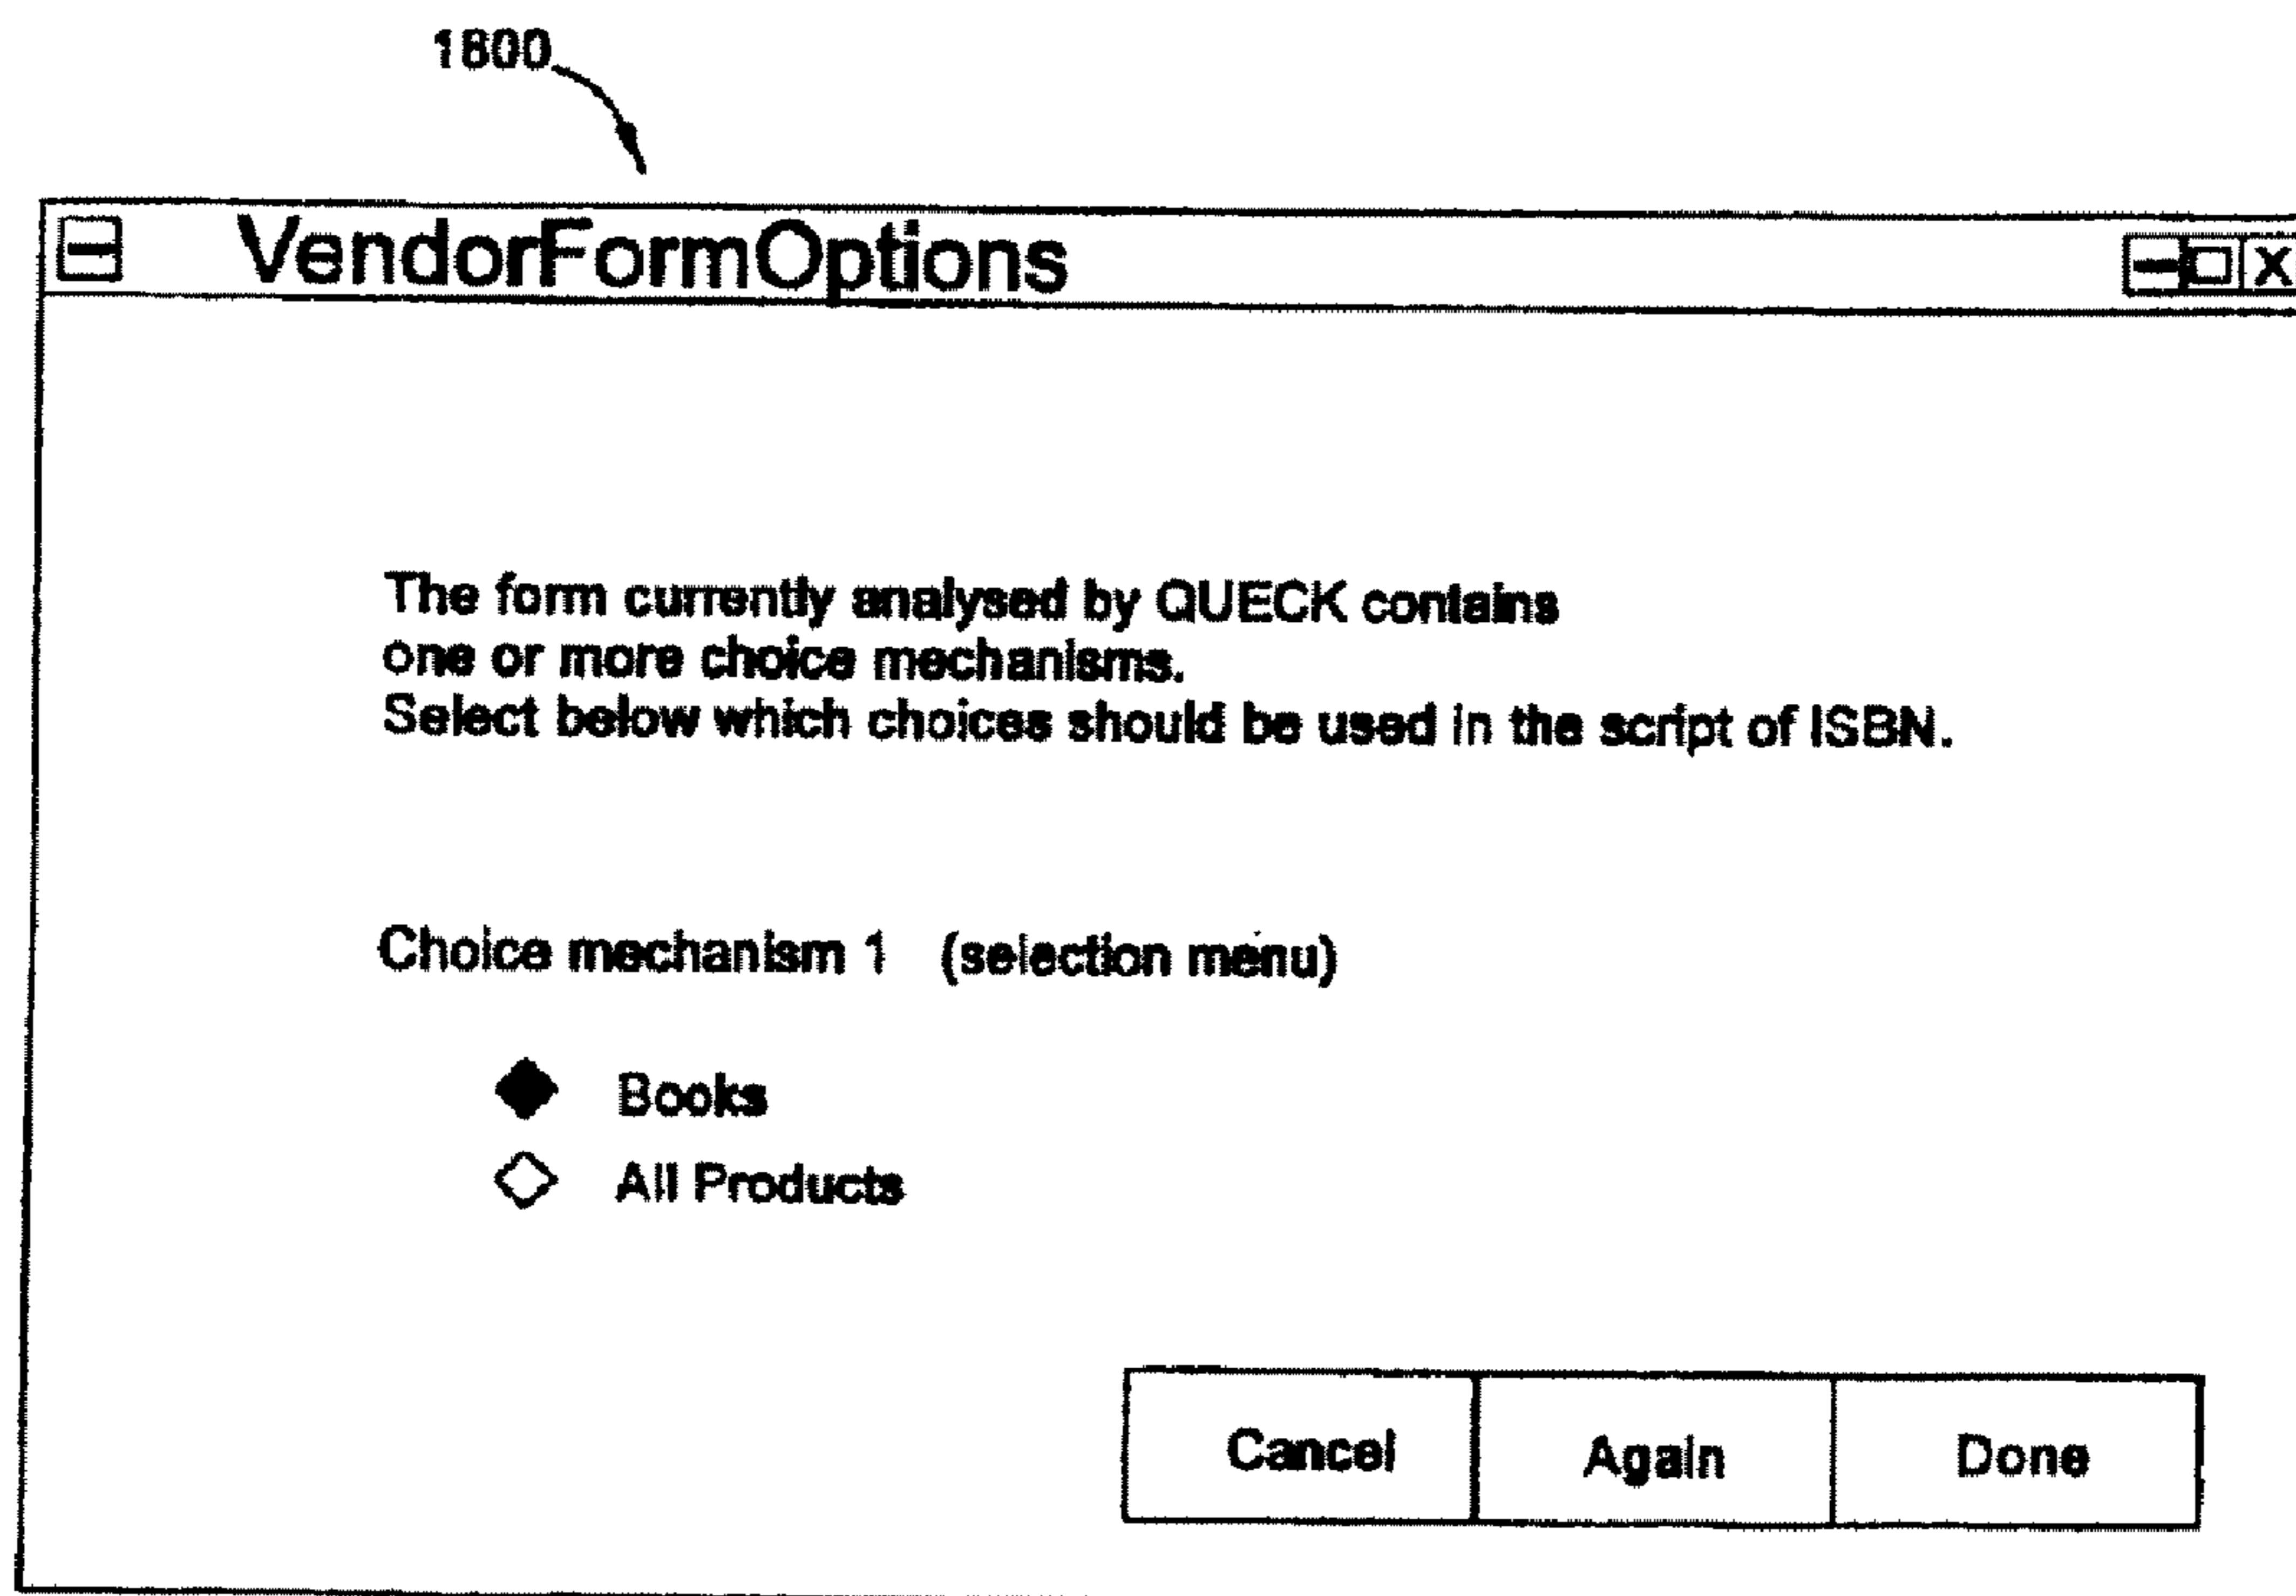 1800
VendorFormOptions
The form currently analysed by QUECK contains
one or more choice mechanisms.
Select below which choices should be used in the script of ISBN.
Choice mechanism 1 (selection menu)
Books
All Products
Cancel Again Done